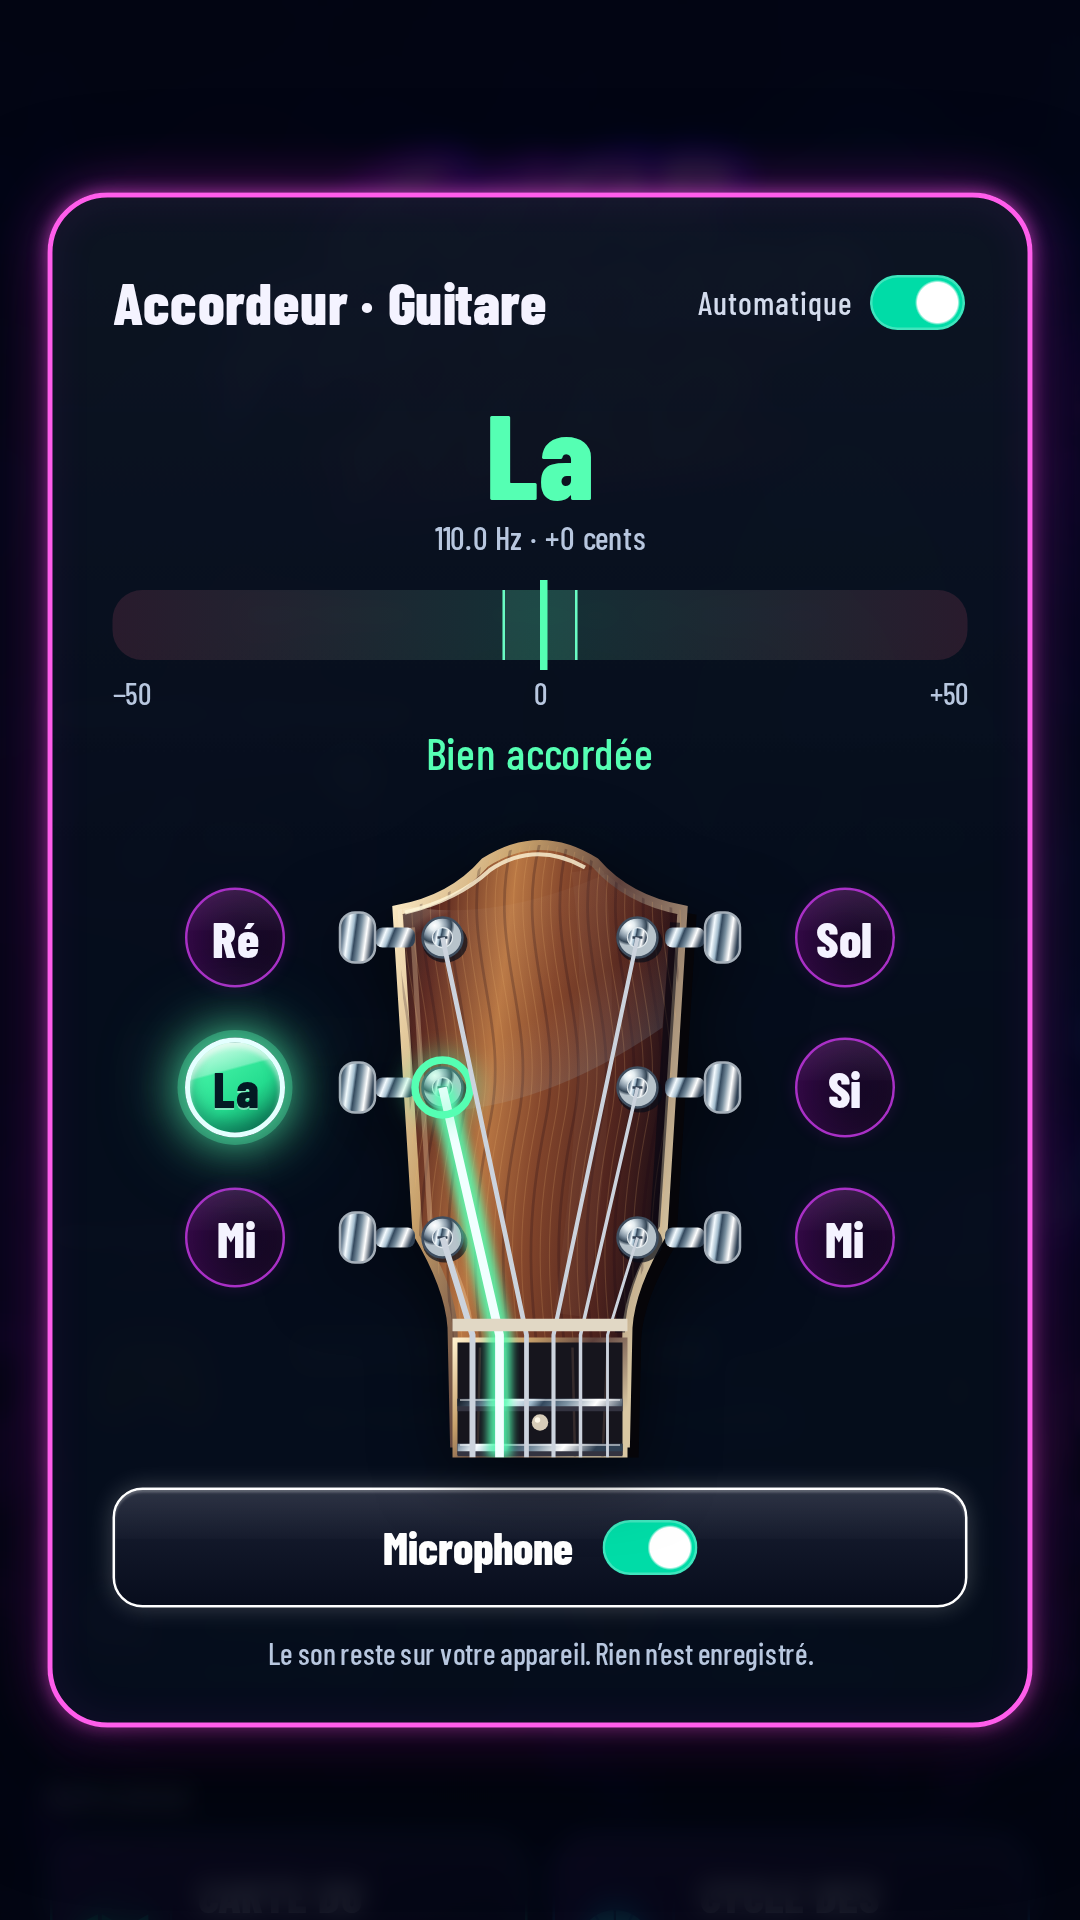 Accordeur · Guitare
Automatique
La
110.0 Hz · +0 cents
–50 0 +50
Bien accordée
Ré Sol
La Si
Mi Mi
Microphone
Le son reste sur votre appareil. Rien n’est enregistré.